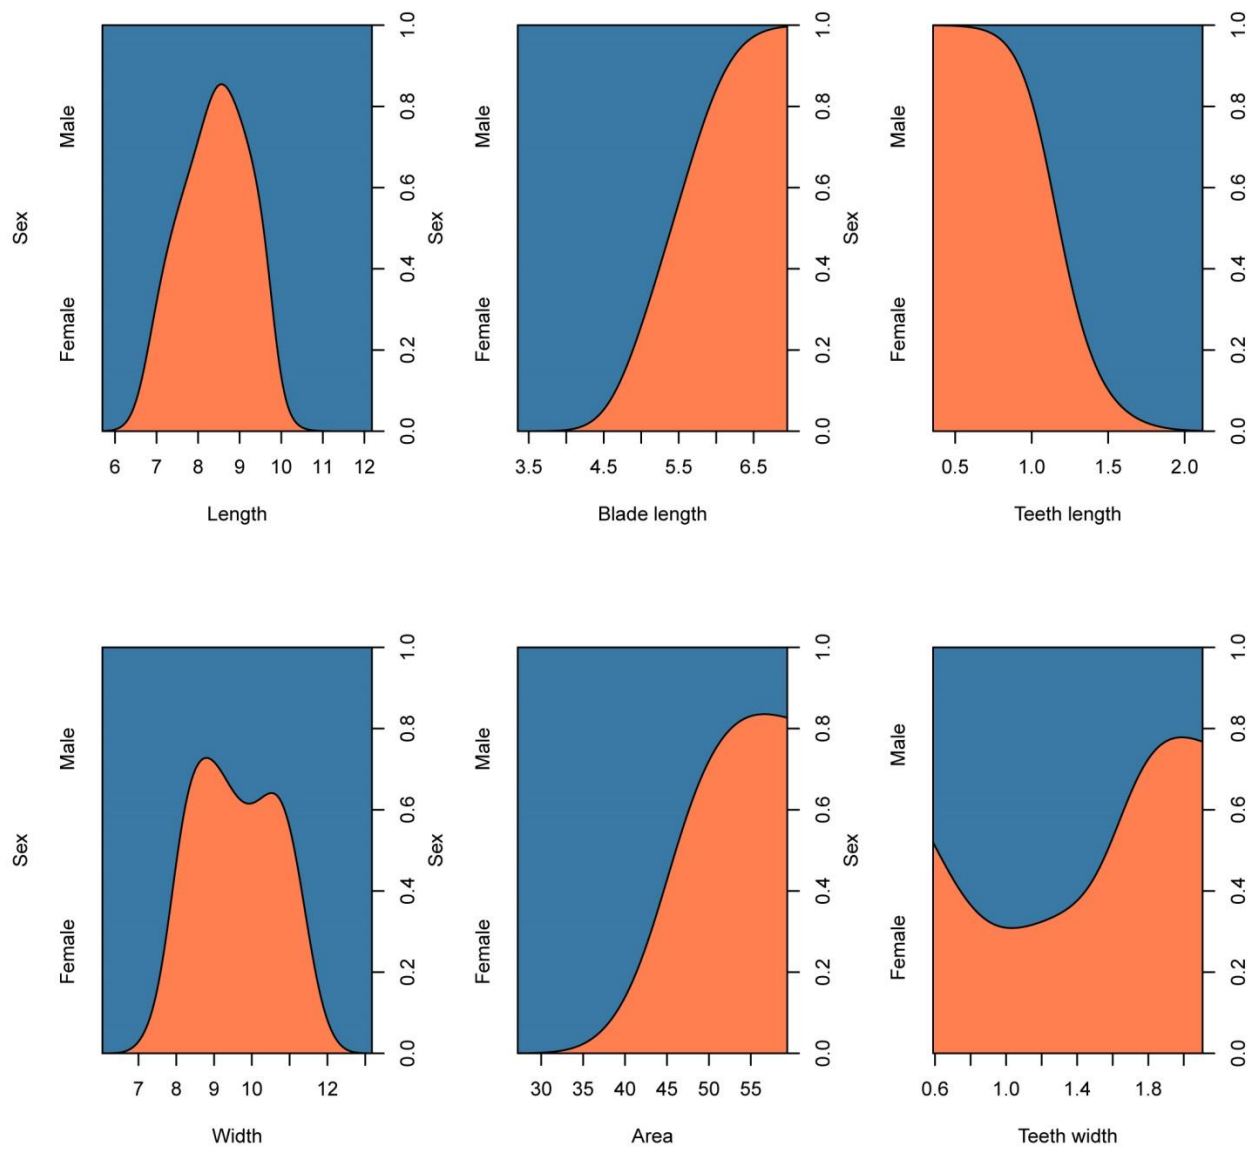 Sex
Male
Female
0.0 0.2 0.4 0.6 0.8 1.0
6 7 8 9 10 11 12
Length
Sex
Male
Female
0.0 0.2 0.4 0.6 0.8 1.0
3.5 4.5 5.5 6.5
Blade length
Sex
Male
Female
0.0 0.2 0.4 0.6 0.8 1.0
0.5 1.0 1.5 2.0
Teeth length
Sex
Male
Female
0.0 0.2 0.4 0.6 0.8 1.0
7 8 9 10 12
Width
Sex
Male
Female
0.0 0.2 0.4 0.6 0.8 1.0
30 35 40 45 50 55
Area
Sex
Male
Female
0.0 0.2 0.4 0.6 0.8 1.0
0.6 1.0 1.4 1.8
Teeth width